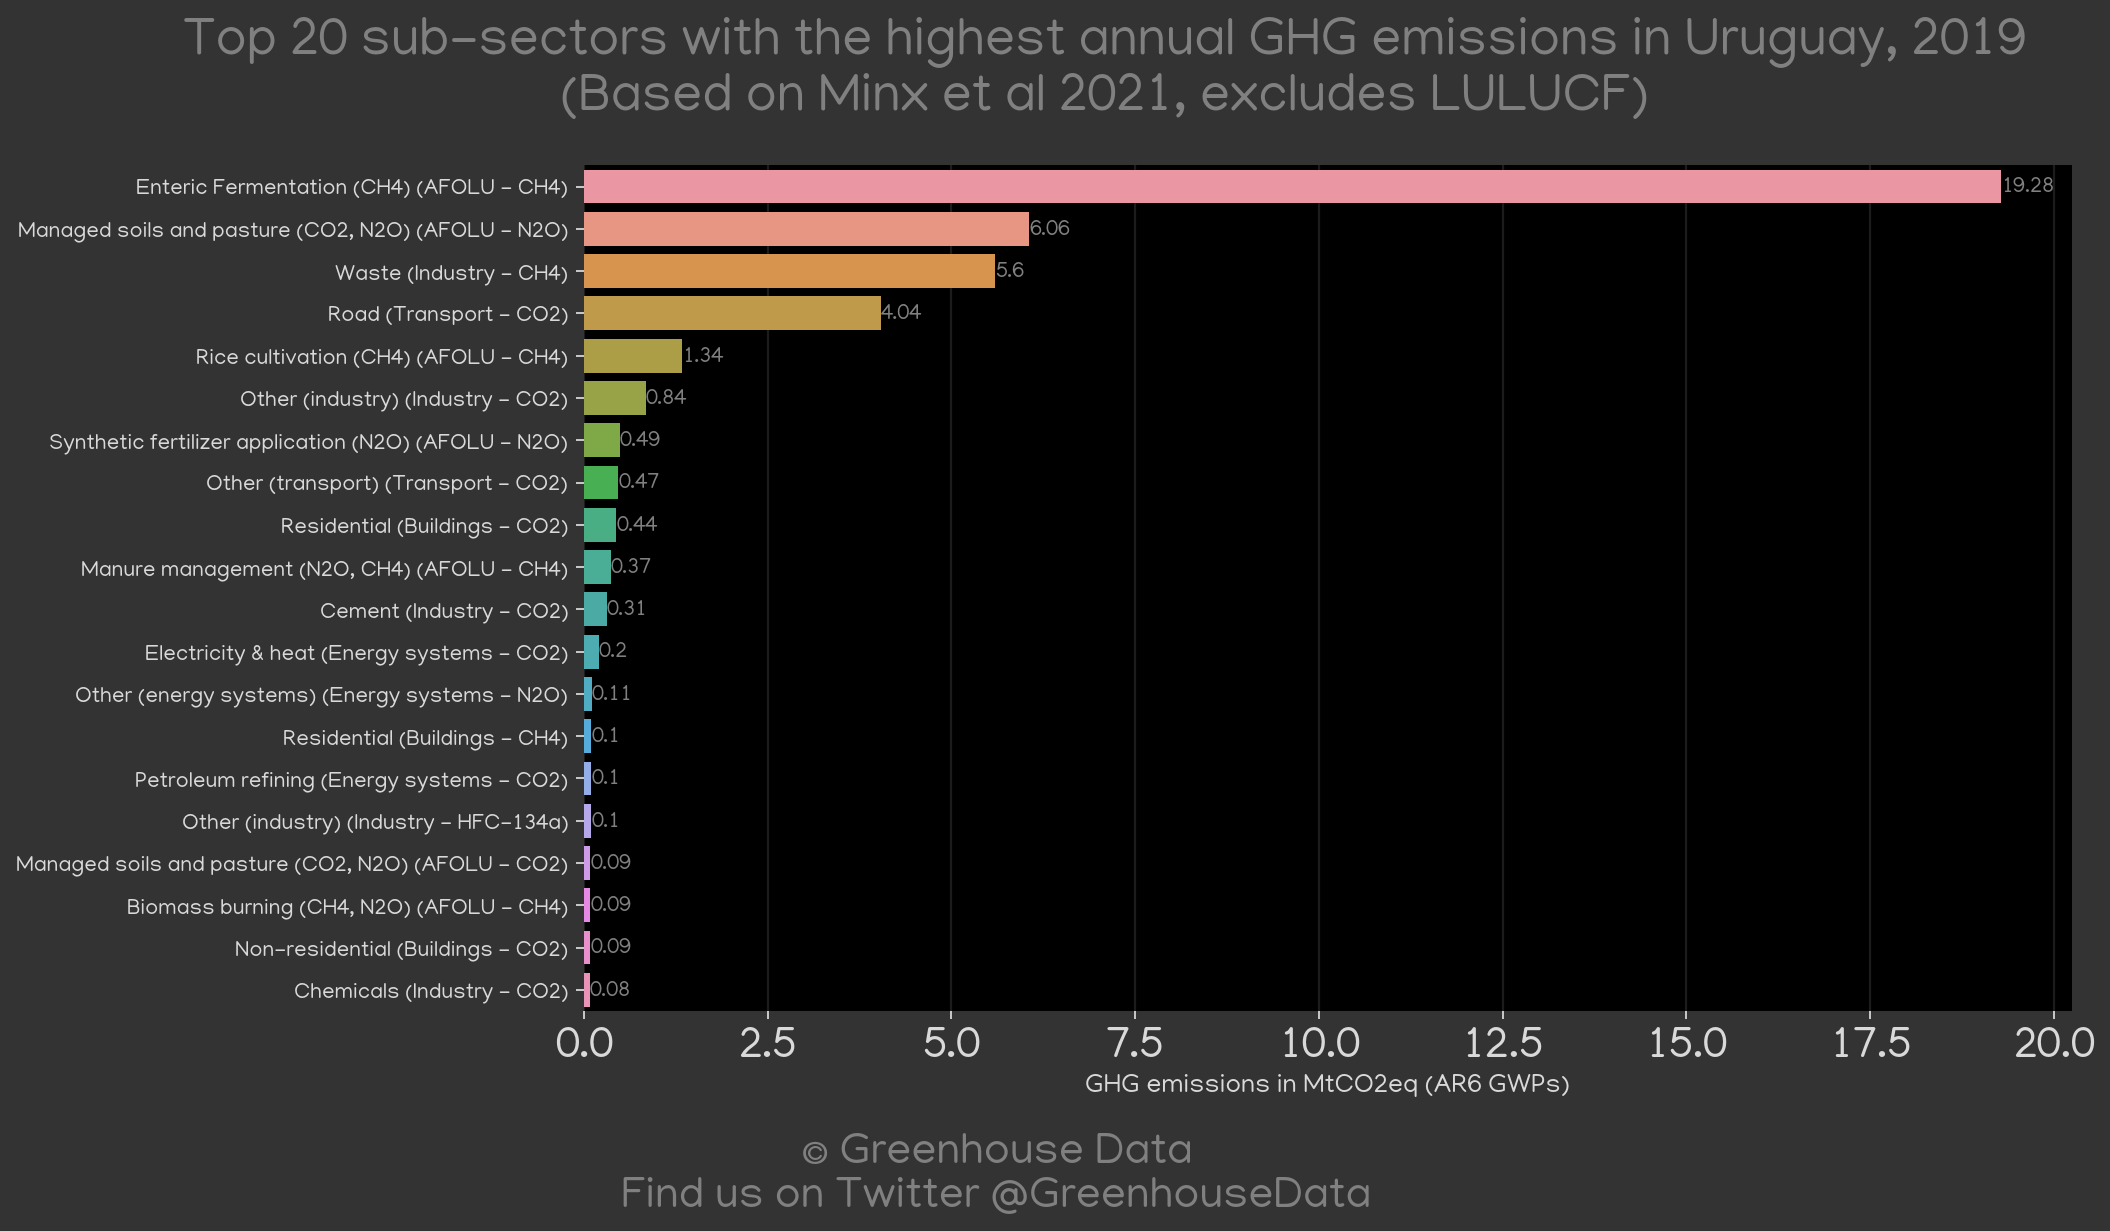 Top 20 sub-sectors with the highest annual GHG emissions in Uruguay, 2019
(Based on Minx et al 2021, excludes LULUCF)
Enteric Fermentation (CH4) (AFOLU - CH4) 19.28
Managed soils and pasture (CO2, N2O) (AFOLU - N2O) 6.06
Waste (Industry - CH4) 5.6
Road (Transport - CO2) 4.04
Rice cultivation (CH4) (AFOLU - CH4) 1.34
Other (industry) (Industry - CO2) 0.84
Synthetic fertilizer application (N2O) (AFOLU - N2O) 0.49
Other (transport) (Transport - CO2) 0.47
Residential (Buildings - CO2) 0.44
Manure management (N2O, CH4) (AFOLU - CH4) 0.37
Cement (Industry - CO2) 0.31
Electricity & heat (Energy systems - CO2) 0.2
Other (energy systems) (Energy systems - N2O) 0.11
Residential (Buildings - CH4) 0.1
Petroleum refining (Energy systems - CO2) 0.1
Other (industry) (Industry - HFC-134a) 0.1
Managed soils and pasture (CO2, N2O) (AFOLU - CO2) 0.09
Biomass burning (CH4, N2O) (AFOLU - CH4) 0.09
Non-residential (Buildings - CO2) 0.09
Chemicals (Industry - CO2) 0.08
0.0 2.5 5.0 7.5 10.0 12.5 15.0 17.5 20.0
GHG emissions in MtCO2eq (AR6 GWPs)
© Greenhouse Data
Find us on Twitter @GreenhouseData